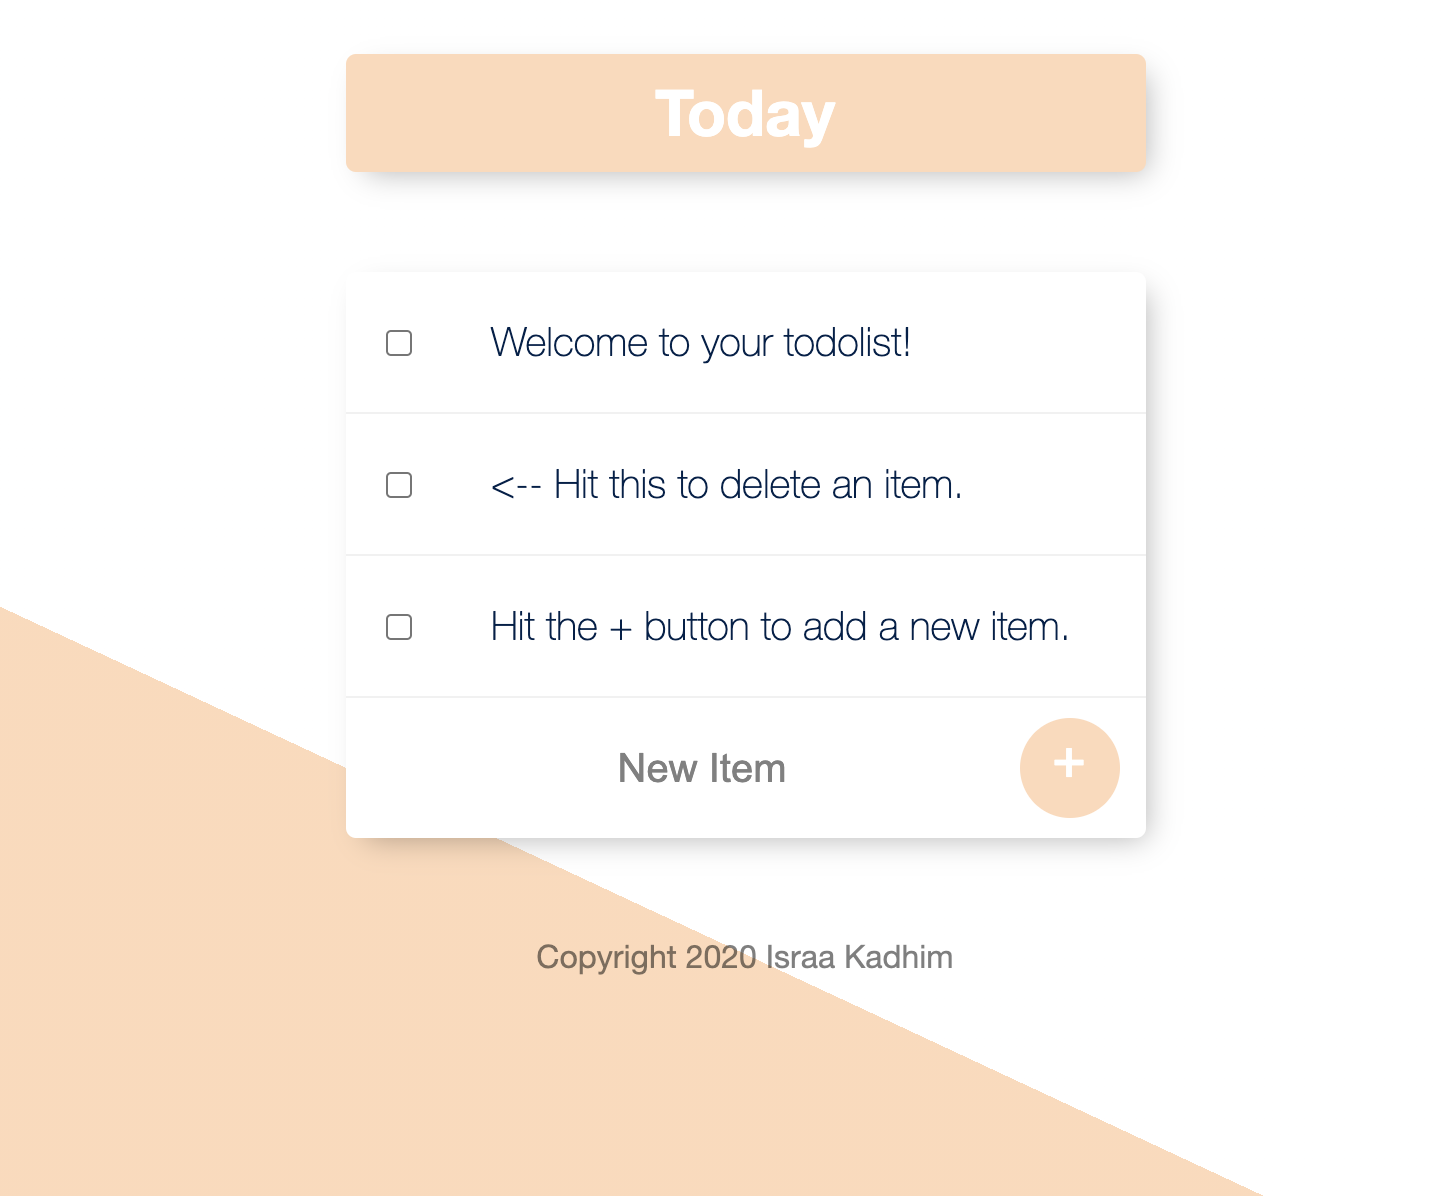 Today
Welcome to your todolist!
<-- Hit this to delete an item.
Hit the + button to add a new item.
New Item
+
Copyright 2020 Israa Kadhim